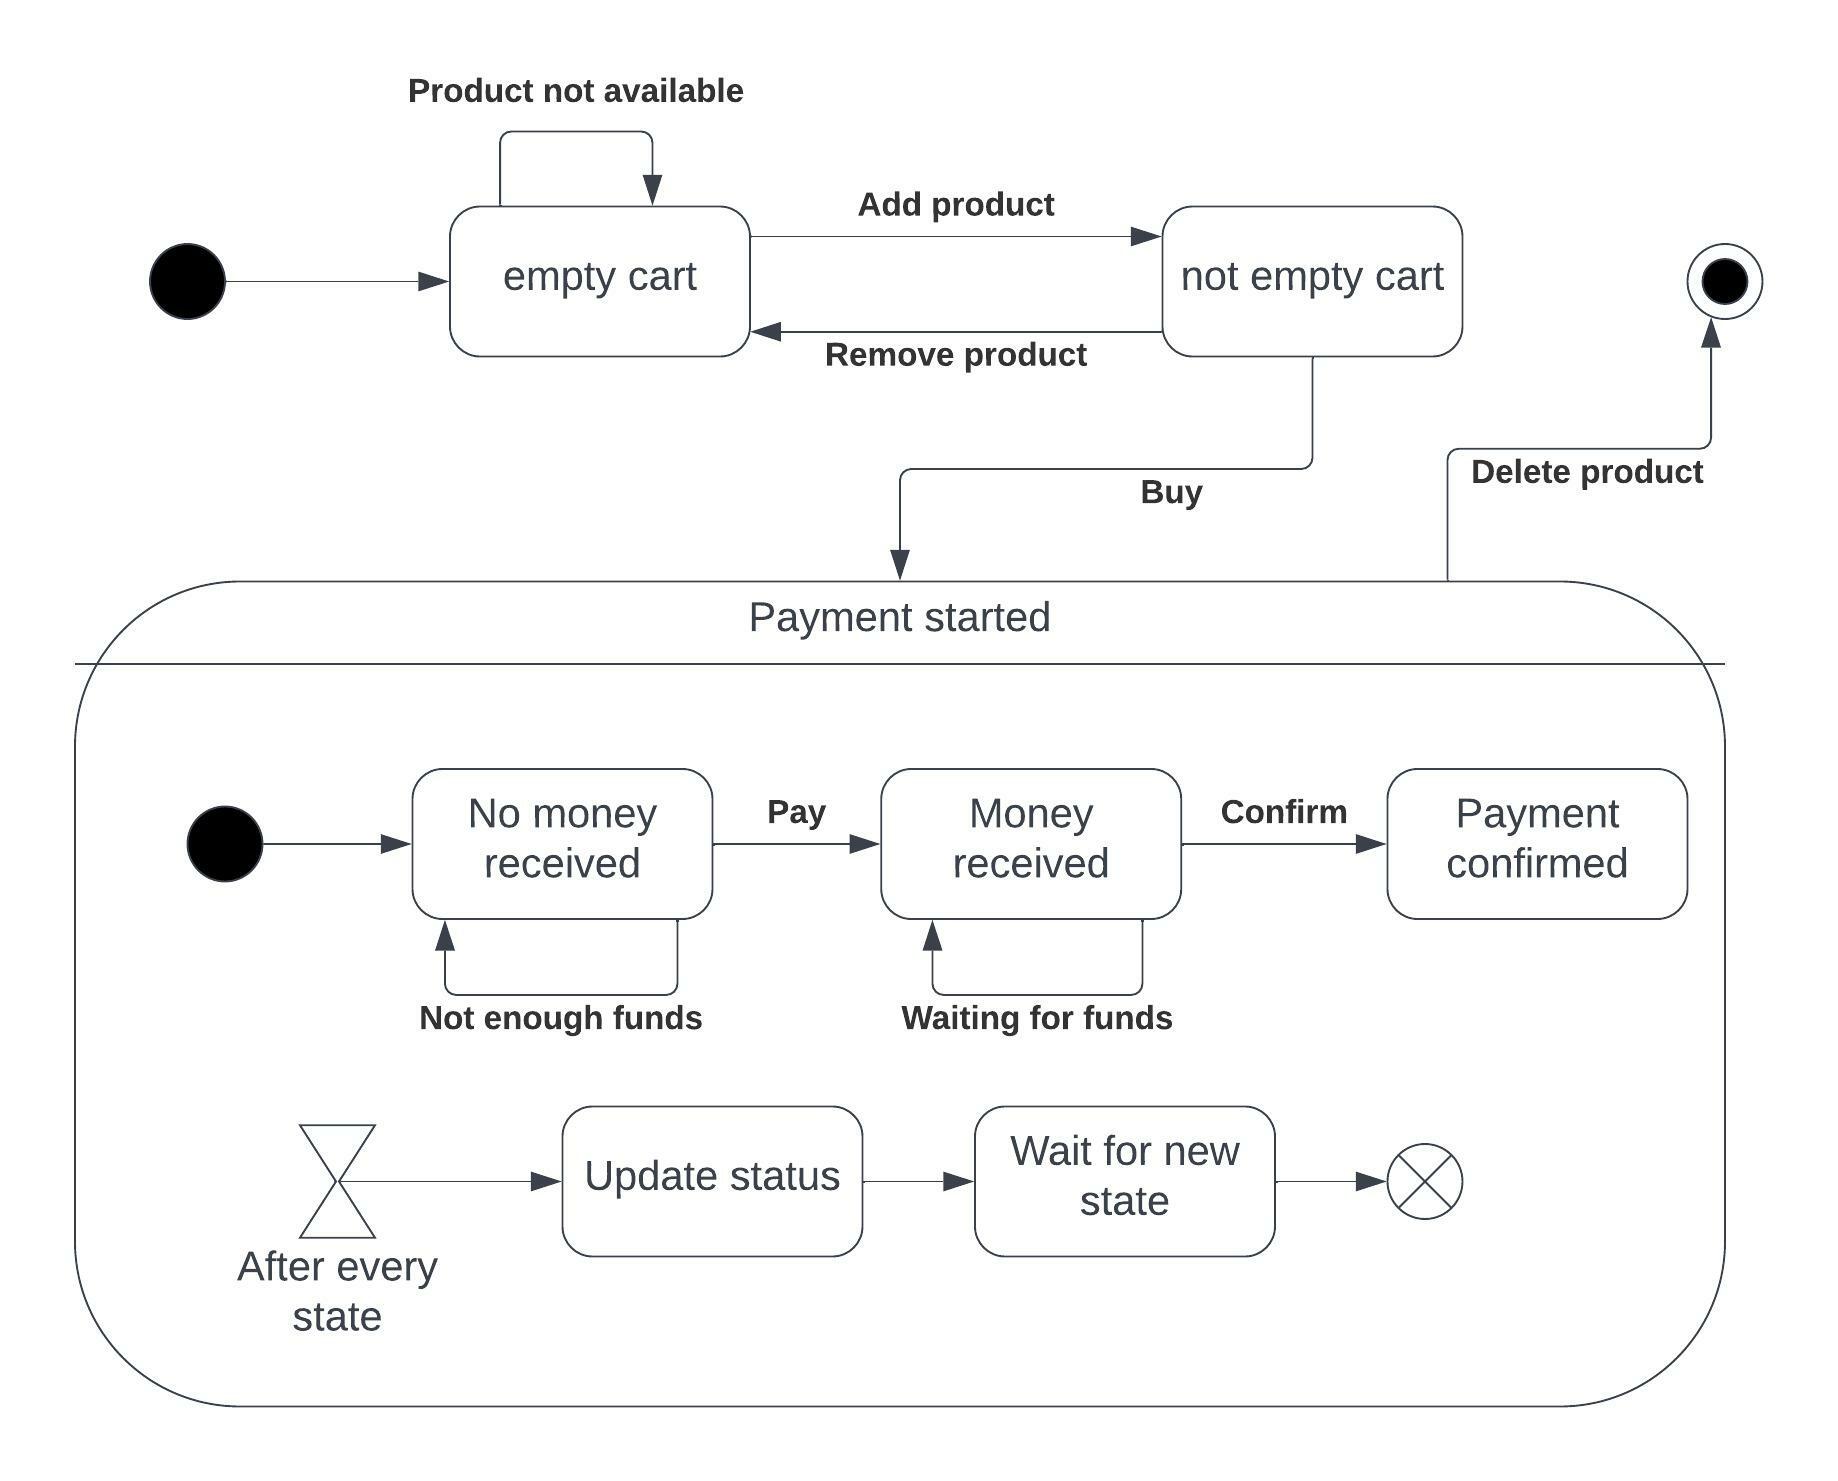 Product not available
Add product
empty cart
not empty cart
Remove product
Delete product
Buy
Payment started
No money
received
Pay
Money
received
Confirm
Payment
confirmed
Not enough funds
Waiting for funds
Update status
Wait for new
state
After every
state